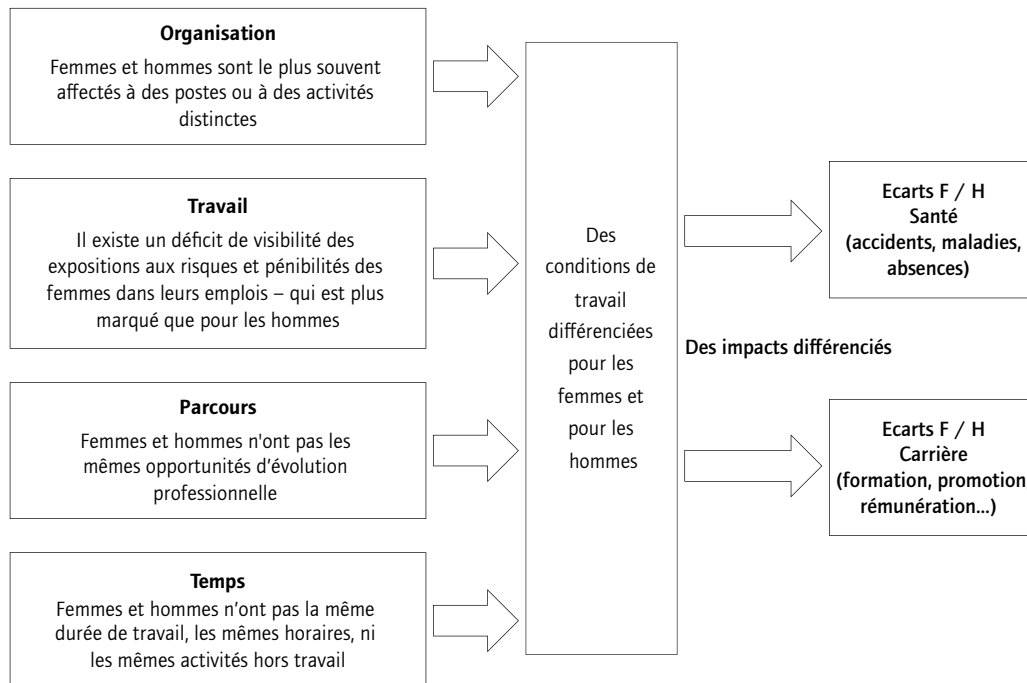 Organisation
Femmes et hommes sont le plus souvent
affectés à des postes ou à des activités
distinctes
Travail
Il existe un déficit de visibilité des
expositions aux risques et pénibilités des
femmes dans leurs emplois – qui est plus
marqué que pour les hommes
Parcours
Femmes et hommes n'ont pas les
mêmes opportunités d'évolution
professionnelle
Temps
Femmes et hommes n'ont pas la même
durée de travail, les mêmes horaires, ni
les mêmes activités hors travail
Des
conditions de
travail
différenciées
pour les
femmes et
pour les
hommes
Des impacts différenciés
Ecarts F / H
Santé
(accidents, maladies,
absences)
Ecarts F / H
Carrière
(formation, promotion
rémunération...)